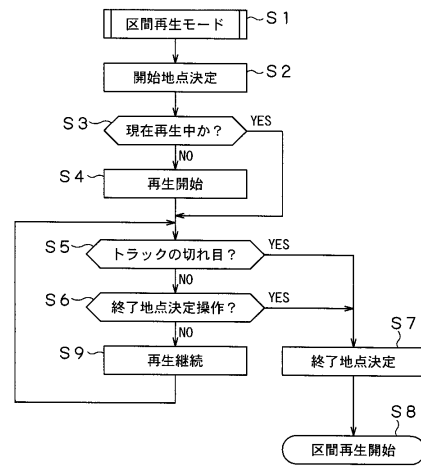 区間再生モード S1
開始地点決定 S2
S3 現在再生中か? YES
NO
S4 再生開始
S5 トラックの切れ目? YES
NO
S6 終了地点決定操作? YES
NO
S7
S9 再生継続 終了地点決定
S8
区間再生開始